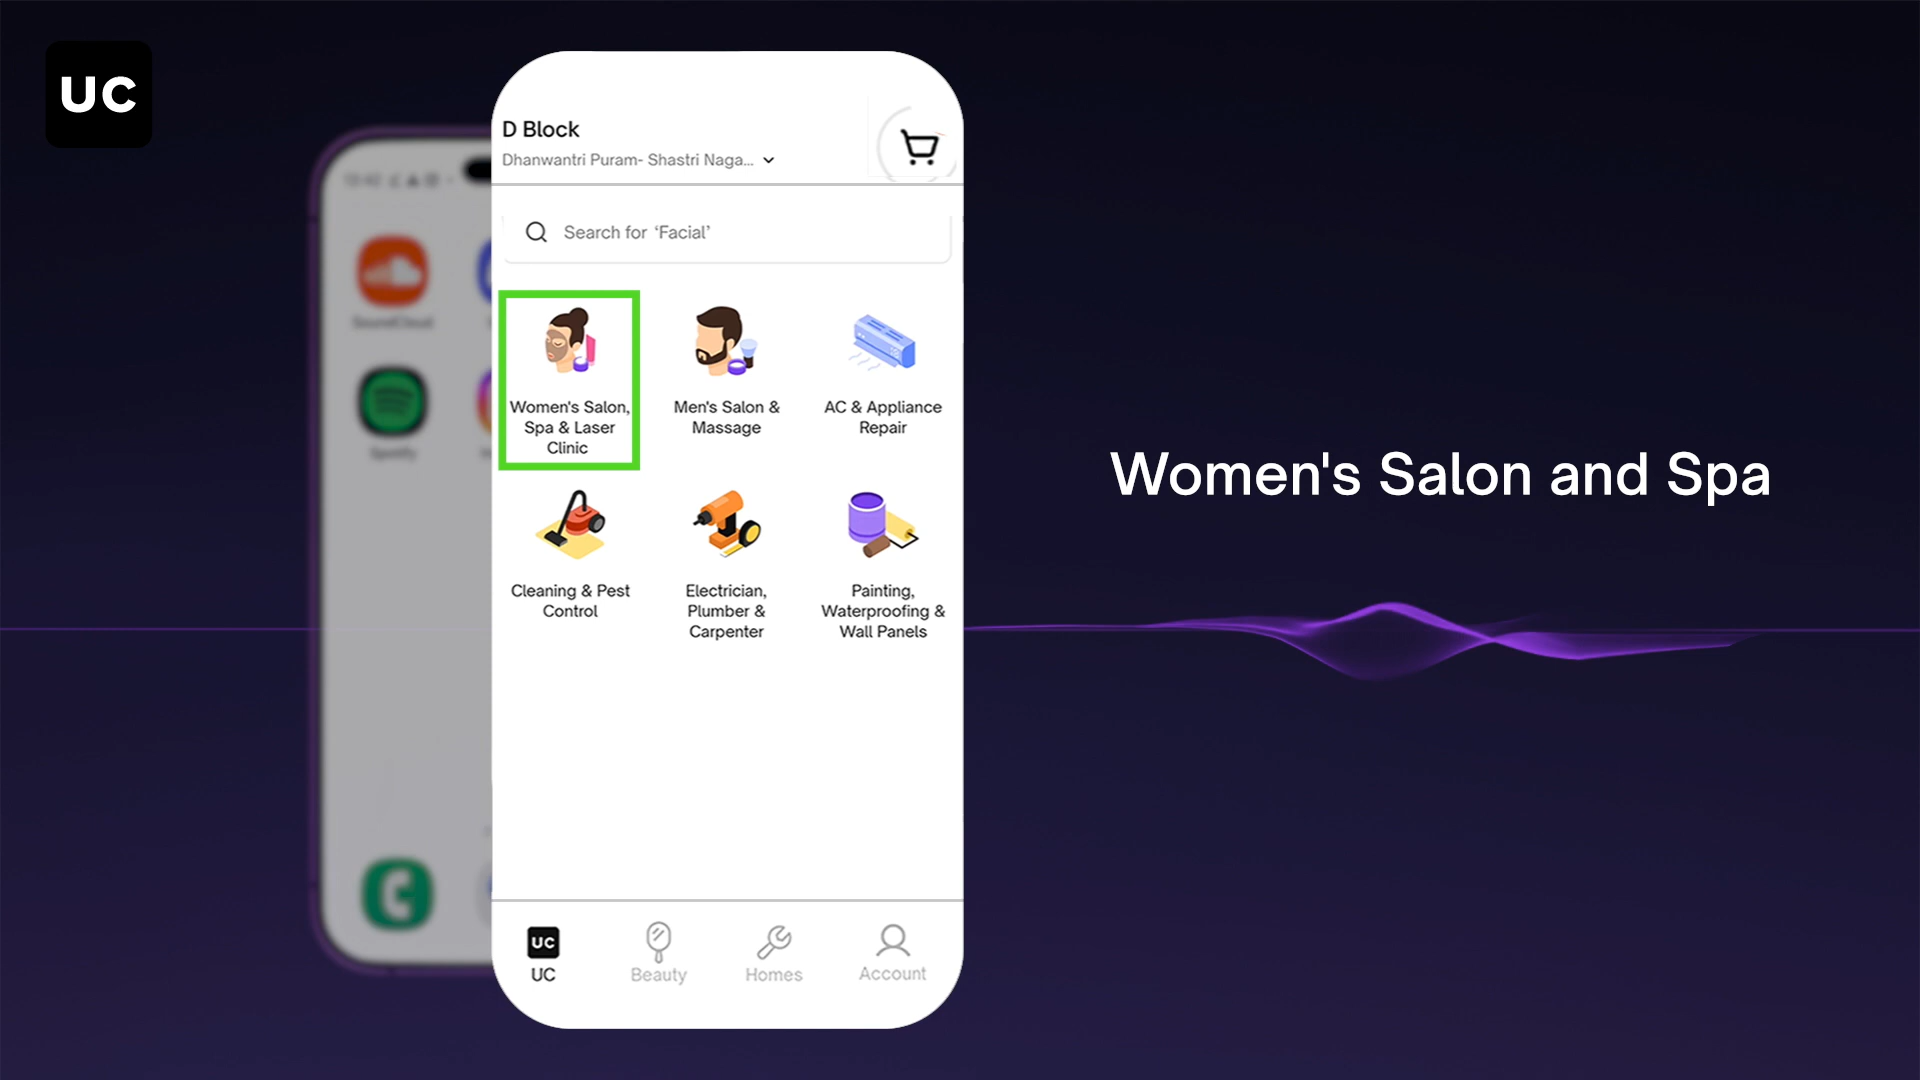 UC
D Block
Dhanwantri Puram- Shastri Naga...
Search for ‘Facial’
Women's Salon,
Spa & Laser
Clinic
Men's Salon &
Massage
AC & Appliance
Repair
Cleaning & Pest
Control
Electrician,
Plumber &
Carpenter
Painting,
Waterproofing &
Wall Panels
UC
UC
Beauty
Homes
Account
SoundCloud
Spotify
Women's Salon and Spa